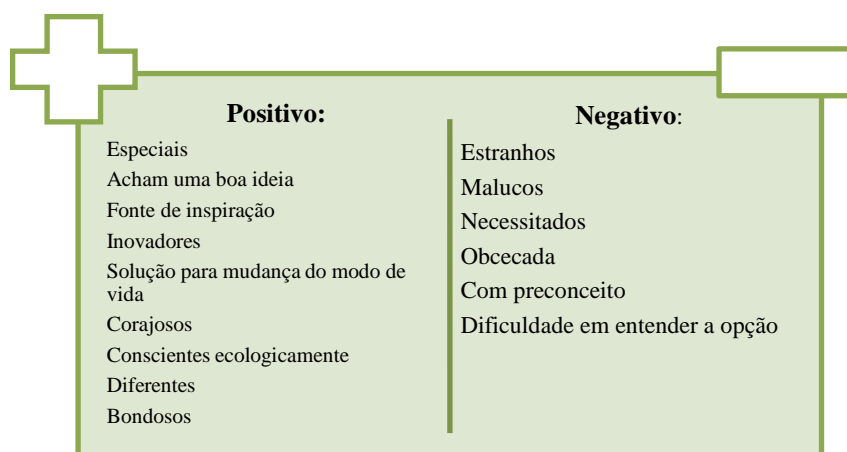 Positivo:
Especiais
Acham uma boa ideia
Fonte de inspiração
Inovadores
Solução para mudança do modo de
vida
Corajosos
Conscientes ecologicamente
Diferentes
Bondosos
Negativo:
Estranhos
Malucos
Necessitados
Obcecada
Com preconceito
Dificuldade em entender a opção